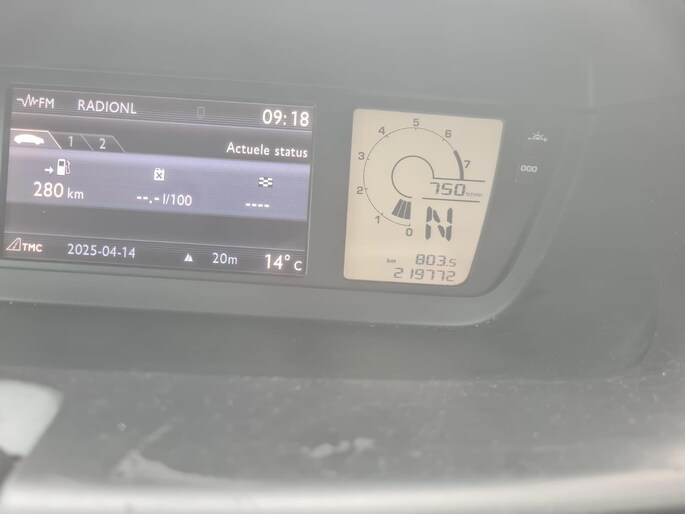 FM RADIONL 09:18
1 2 Actuele status
280 km --.- l/100 ----
TMC 2025-04-14 20m 14°C
4 5 6
3 7
2 750
1 0 N
km 803.5
219772